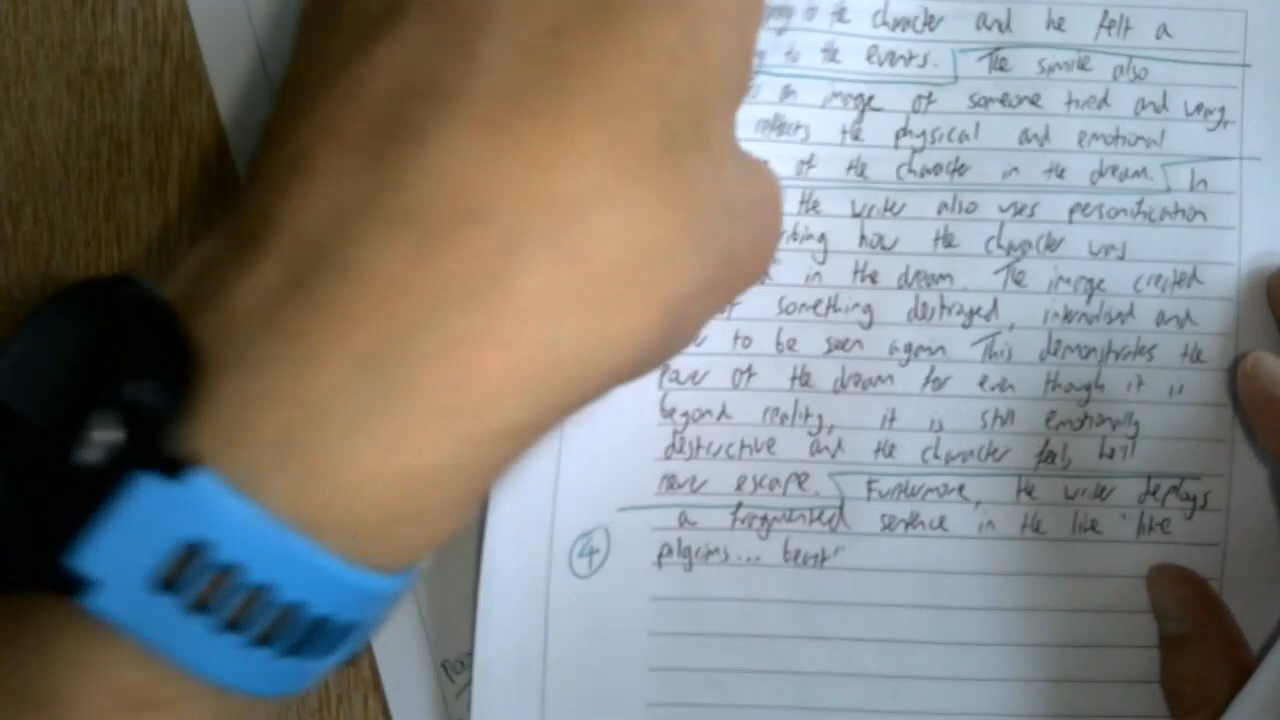 to the character and he felt a
to the events. The simile also
an image of someone tired and
reflects the physical and emotional
of the character in the dream. In
the writer also uses personification
how the character was
in the dream. The image created
something destroyed, internalised and
to be seen again. This demonstrates the
power of the dream for even though it is
beyond reality, it is still emotionally
destructive and the character feels he'll
never escape. Furthermore, the writer deploys
a fragmented sentence in the line "like
pilgrims... beast"
4